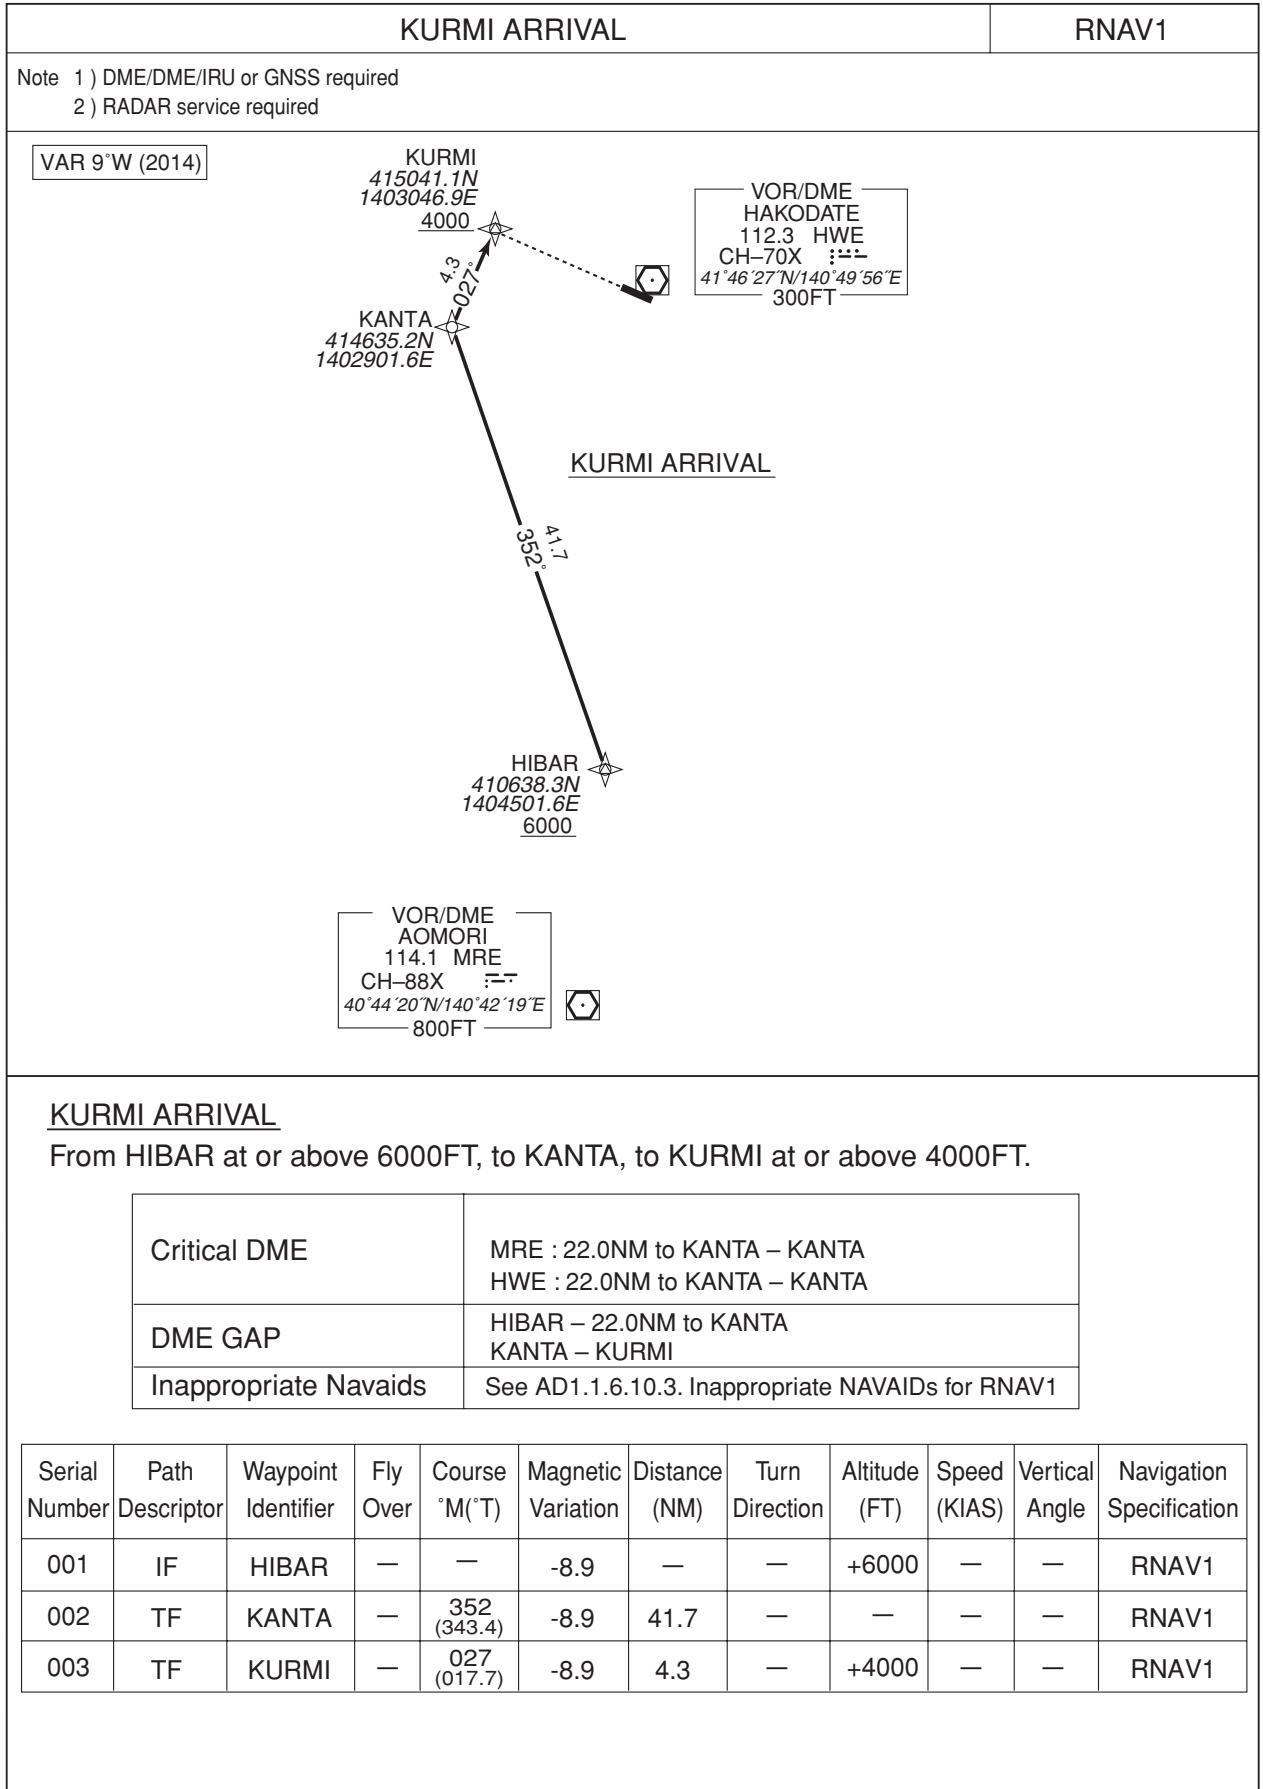 KURMI ARRIVAL
RNAV1
Note 1 ) DME/DME/IRU or GNSS required
2 ) RADAR service required
VAR 9˚W (2014)
KURMI
415041.1N
1403046.9E
4000
VOR/DME
HAKODATE
112.3 HWE
CH–70X
41˚46´27˝N/140˚49´56˝E
300FT
4.3
027˚
KANTA
414635.2N
1402901.6E
KURMI ARRIVAL
41.7
352˚
HIBAR
410638.3N
1404501.6E
6000
VOR/DME
AOMORI
114.1 MRE
CH–88X
40˚44´20˝N/140˚42´19˝E
800FT
KURMI ARRIVAL
From HIBAR at or above 6000FT, to KANTA, to KURMI at or above 4000FT.
Critical DME
MRE : 22.0NM to KANTA – KANTA
HWE : 22.0NM to KANTA – KANTA
DME GAP
HIBAR – 22.0NM to KANTA
KANTA – KURMI
Inappropriate Navaids
See AD1.1.6.10.3. Inappropriate NAVAIDs for RNAV1
Serial Path Waypoint Fly Course Magnetic Distance Turn Altitude Speed Vertical Navigation
Number Descriptor Identifier Over ˚M(˚T) Variation (NM) Direction (FT) (KIAS) Angle Specification
001 IF HIBAR — — -8.9 — — +6000 — — RNAV1
002 TF KANTA — 352 (343.4) -8.9 41.7 — — — — RNAV1
003 TF KURMI — 027 (017.7) -8.9 4.3 — +4000 — — RNAV1